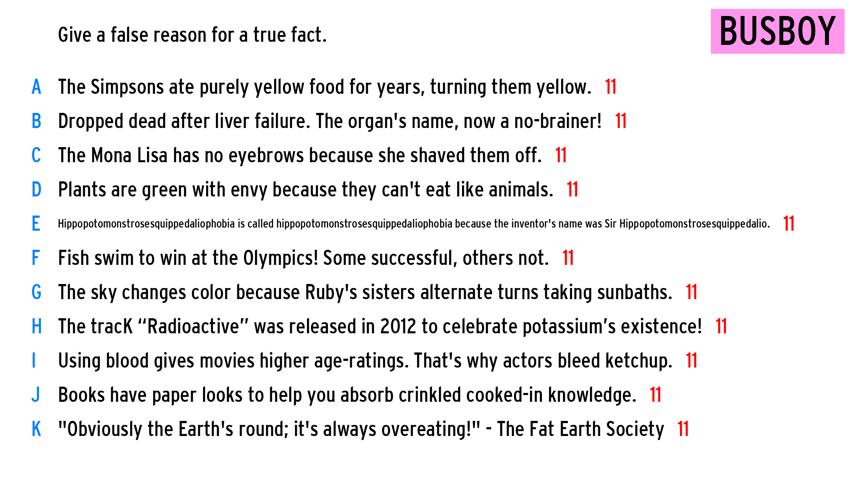 Give a false reason for a true fact.
BUSBOY
A The Simpsons ate purely yellow food for years, turning them yellow. 11
B Dropped dead after liver failure. The organ's name, now a no-brainer! 11
C The Mona Lisa has no eyebrows because she shaved them off. 11
D Plants are green with envy because they can't eat like animals. 11
E Hippopotomonstrosesquippedaliophobia is called hippopotomonstrosesquippedaliophobia because the inventor's name was Sir Hippopotomonstrosesquippedalio. 11
F Fish swim to win at the Olympics! Some successful, others not. 11
G The sky changes color because Ruby's sisters alternate turns taking sunbaths. 11
H The tracK “Radioactive” was released in 2012 to celebrate potassium’s existence! 11
I Using blood gives movies higher age-ratings. That's why actors bleed ketchup. 11
J Books have paper looks to help you absorb crinkled cooked-in knowledge. 11
K "Obviously the Earth's round; it's always overeating!" - The Fat Earth Society 11